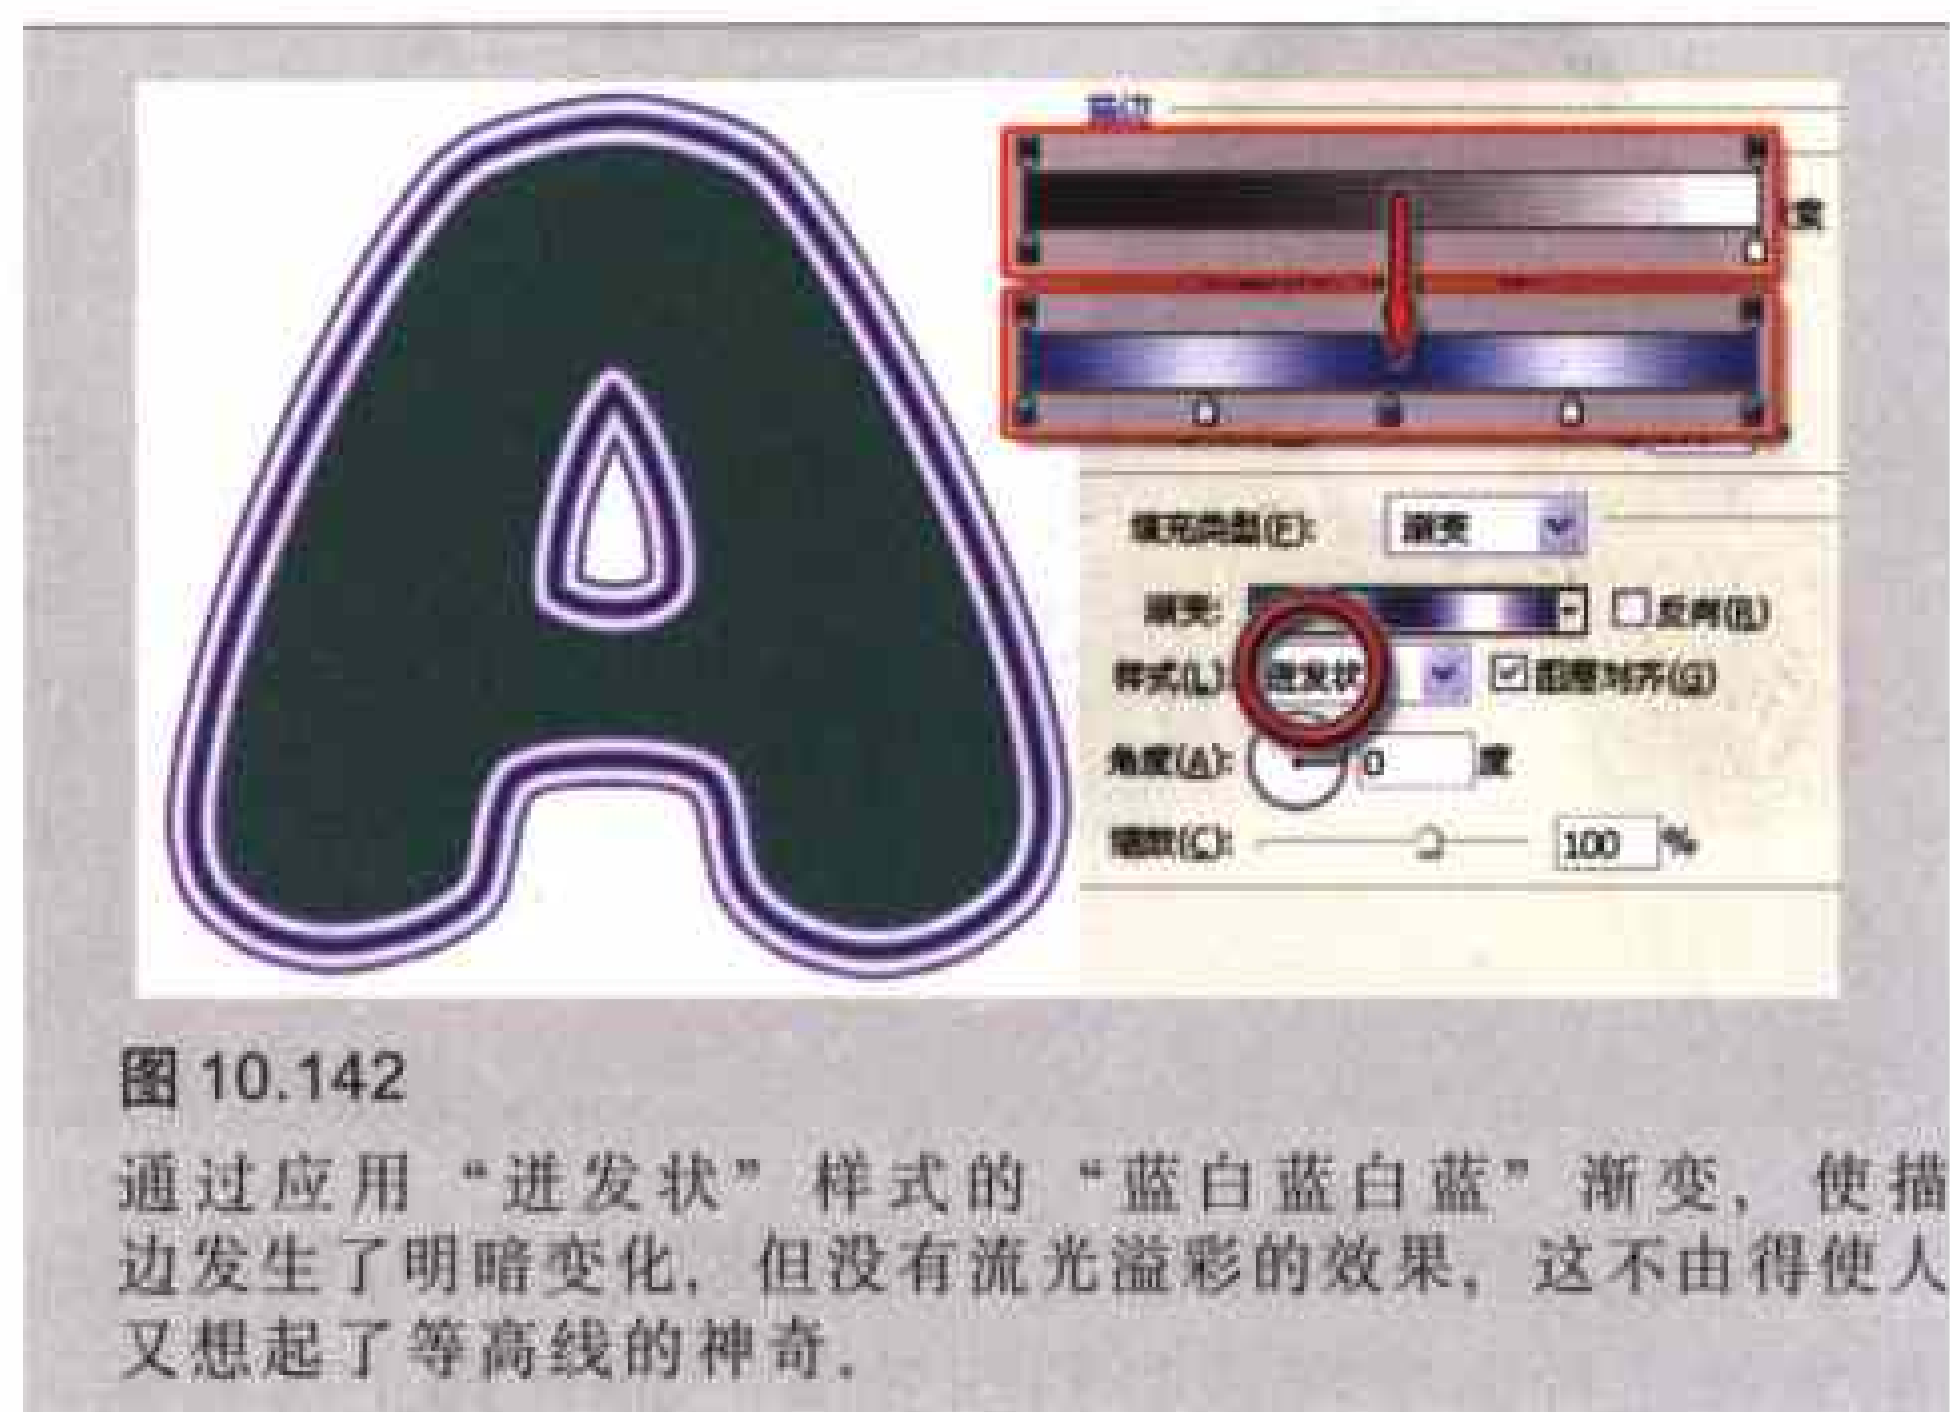 A
描边
度
填充类型(F): 渐变
渐变: 反向(R)
样式(L): 迸发状 图层对齐(G)
角度(A): 0 度
缩放(C): 100 %
图 10.142
通过应用“迸发状”样式的“蓝白蓝白蓝”渐变，使描
边发生了明暗变化，但没有流光溢彩的效果，这不由得使人
又想起了等高线的神奇。